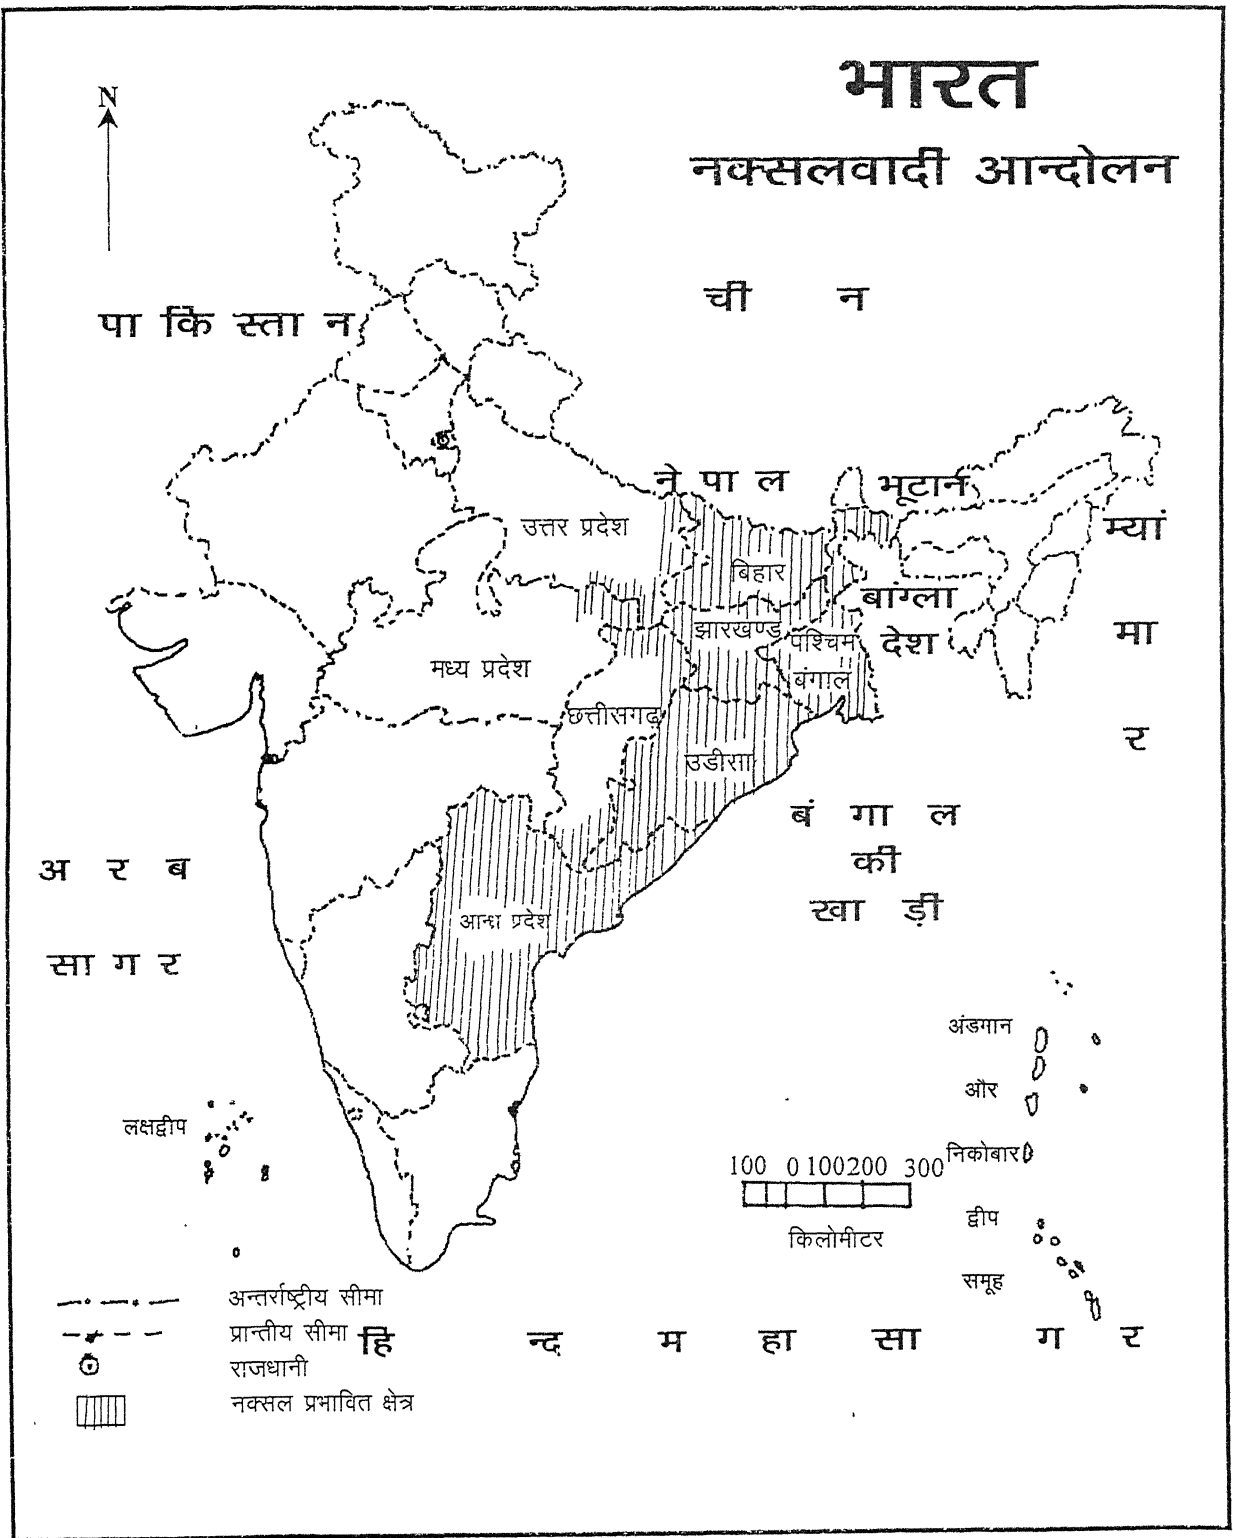 भारत
नक्सलवादी आन्दोलन
N
ची न
पा कि स्ता न
ने पा ल
भूटान
म्यां
मा
र
उत्तर प्रदेश
बिहार
बांग्ला
देश
झारखण्ड
पश्चिम
बंगाल
मध्य प्रदेश
छत्तीसगढ़
उडीसा
बं गा ल
की
खा ड़ी
अ र ब
सा ग र
आन्ध्र प्रदेश
अंडगान
और
निकोबार
द्वीप
समूह
लक्षद्वीप
100 0 100 200 300
किलोमीटर
अन्तर्राष्ट्रीय सीमा
प्रान्तीय सीमा
राजधानी
नक्सल प्रभावित क्षेत्र
हि न्द म हा सा ग र